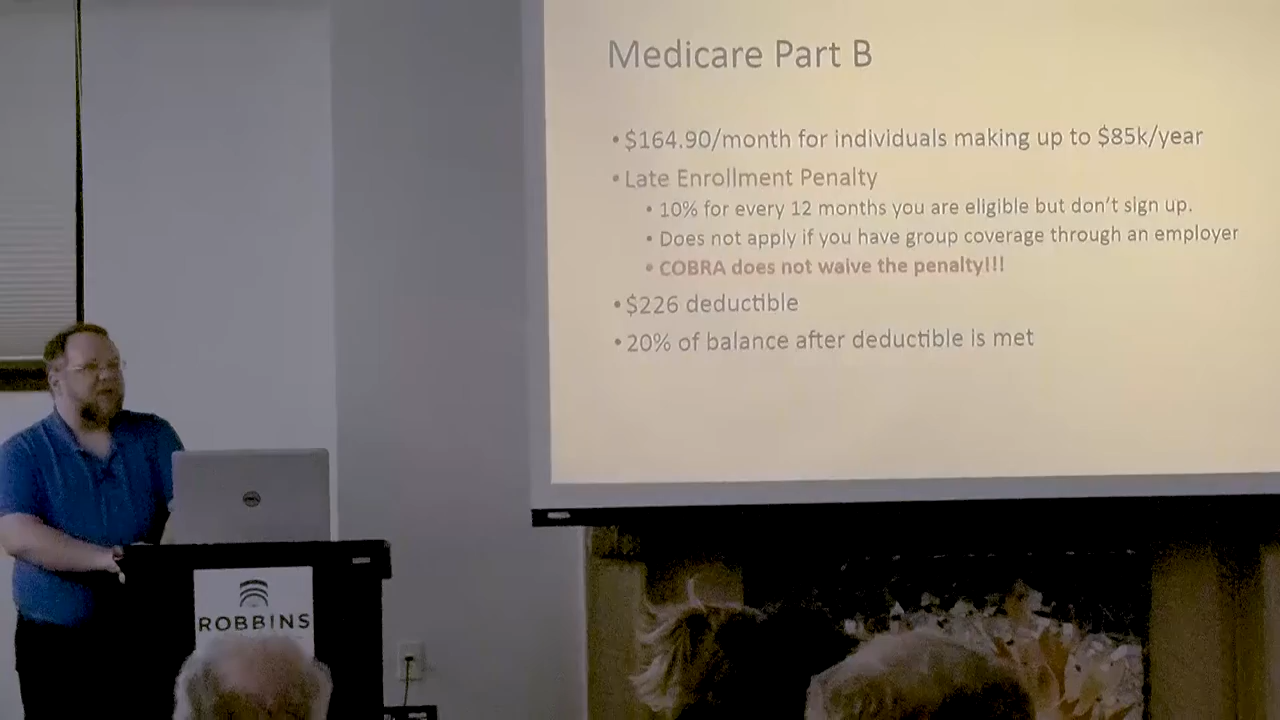 Medicare Part B
• $164.90/month for individuals making up to $85k/year
• Late Enrollment Penalty
• 10% for every 12 months you are eligible but don't sign up.
• Does not apply if you have group coverage through an employer
• COBRA does not waive the penalty!!!
• $226 deductible
• 20% of balance after deductible is met
DELL
ROBBINS